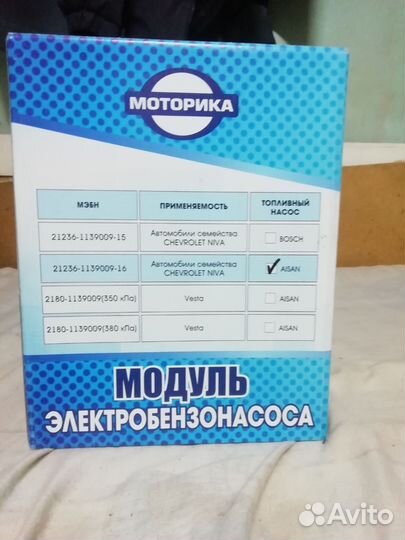 МОТОРИКА
МЭБН ПРИМЕНЯЕМОСТЬ ТОПЛИВНЫЙ НАСОС
21236-1139009-15 Автомобили семейства CHEVROLET NIVA BOSCH
21236-1139009-16 Автомобили семейства CHEVROLET NIVA AISAN
2180-1139009(350 кПа) Vesta AISAN
2180-1139009(380 кПа) Vesta AISAN
МОДУЛЬ
ЭЛЕКТРОБЕНЗОНАСОСА
Avito